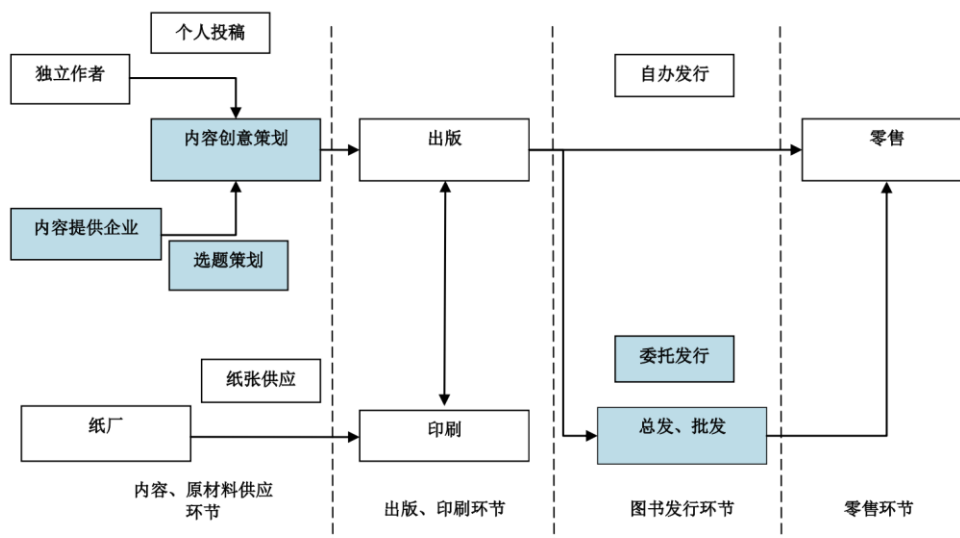 个人投稿
独立作者
自办发行
内容创意策划
出版
零售
内容提供企业
选题策划
委托发行
纸张供应
纸厂
印刷
总发、批发
内容、原材料供应
环节
出版、印刷环节
图书发行环节
零售环节